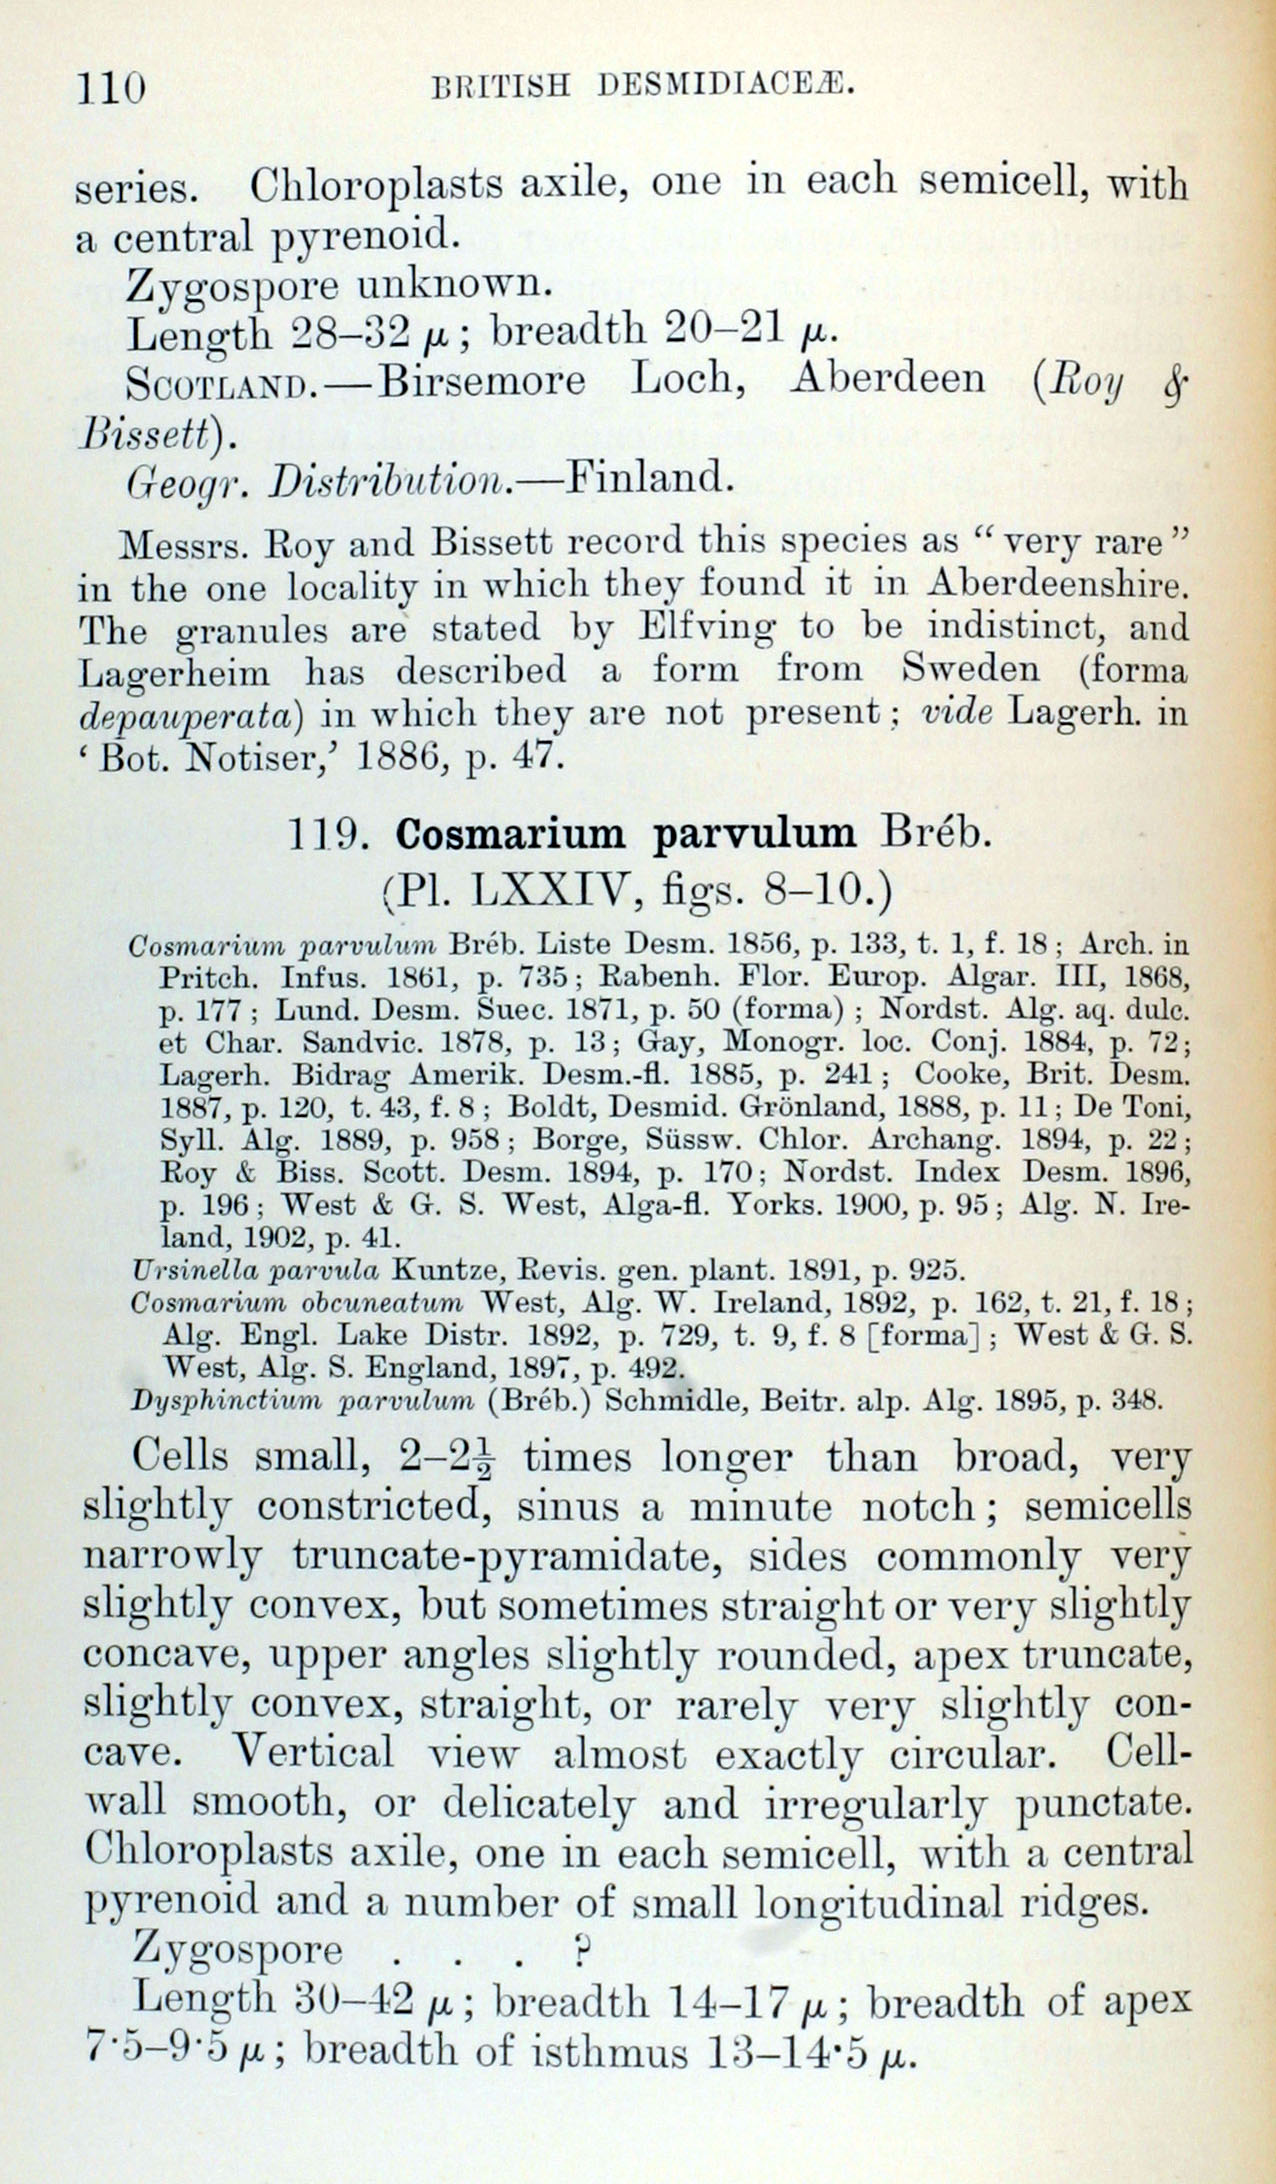 110 BRITISH DESMIDIACEÆ.
series. Chloroplasts axile, one in each semicell, with
a central pyrenoid.
Zygospore unknown.
Length 28–32 μ; breadth 20–21 μ.
SCOTLAND.—Birsemore Loch, Aberdeen (Roy &
Bissett).
Geogr. Distribution.—Finland.
Messrs. Roy and Bissett record this species as “very rare”
in the one locality in which they found it in Aberdeenshire.
The granules are stated by Elfving to be indistinct, and
Lagerheim has described a form from Sweden (forma
depauperata) in which they are not present; vide Lagerh. in
‘Bot. Notiser,’ 1886, p. 47.
119. Cosmarium parvulum Bréb.
(Pl. LXXIV, figs. 8–10.)
Cosmarium parvulum Bréb. Liste Desm. 1856, p. 133, t. 1, f. 18; Arch. in
Pritch. Infus. 1861, p. 735; Rabenh. Flor. Europ. Algar. III, 1868,
p. 177; Lund. Desm. Suec. 1871, p. 50 (forma); Nordst. Alg. aq. dulc.
et Char. Sandvic. 1878, p. 13; Gay, Monogr. loc. Conj. 1884, p. 72;
Lagerh. Bidrag Amerik. Desm.-fl. 1885, p. 241; Cooke, Brit. Desm.
1887, p. 120, t. 43, f. 8; Boldt, Desmid. Grönland, 1888, p. 11; De Toni,
Syll. Alg. 1889, p. 958; Borge, Süssw. Chlor. Archang. 1894, p. 22;
Roy & Biss. Scott. Desm. 1894, p. 170; Nordst. Index Desm. 1896,
p. 196; West & G. S. West, Alga-fl. Yorks. 1900, p. 95; Alg. N. Ire-
land, 1902, p. 41.
Ursinella parvula Kuntze, Revis. gen. plant. 1891, p. 925.
Cosmarium obcuneatum West, Alg. W. Ireland, 1892, p. 162, t. 21, f. 18;
Alg. Engl. Lake Distr. 1892, p. 729, t. 9, f. 8 [forma]; West & G. S.
West, Alg. S. England, 1897, p. 492.
Dysphinctium parvulum (Bréb.) Schmidle, Beitr. alp. Alg. 1895, p. 348.
Cells small, 2–2½ times longer than broad, very
slightly constricted, sinus a minute notch; semicells
narrowly truncate-pyramidate, sides commonly very
slightly convex, but sometimes straight or very slightly
concave, upper angles slightly rounded, apex truncate,
slightly convex, straight, or rarely very slightly con-
cave. Vertical view almost exactly circular. Cell-
wall smooth, or delicately and irregularly punctate.
Chloroplasts axile, one in each semicell, with a central
pyrenoid and a number of small longitudinal ridges.
Zygospore . . . ?
Length 30–42 μ; breadth 14–17 μ; breadth of apex
7·5–9·5 μ; breadth of isthmus 13–14·5 μ.